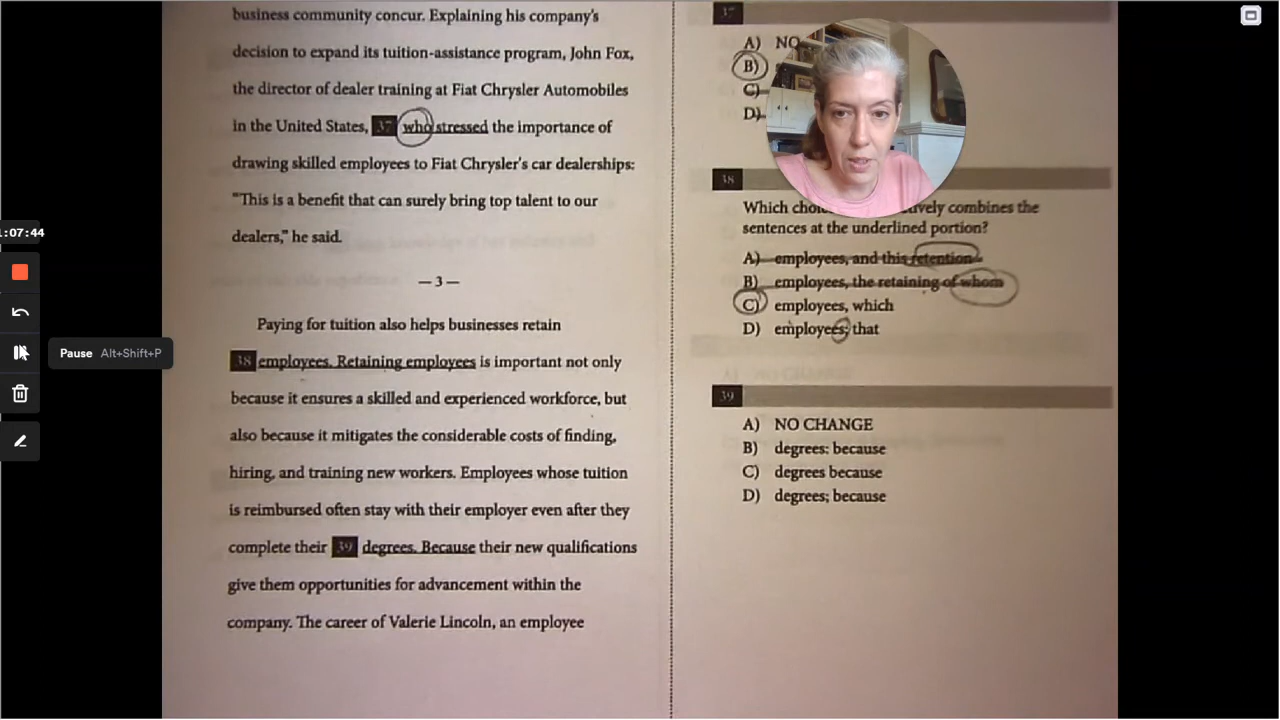 business community concur. Explaining his company's
decision to expand its tuition-assistance program, John Fox,
the director of dealer training at Fiat Chrysler Automobiles
in the United States, 37 who stressed the importance of
drawing skilled employees to Fiat Chrysler's car dealerships:
"This is a benefit that can surely bring top talent to our
dealers," he said.
— 3 —
Paying for tuition also helps businesses retain
38 employees. Retaining employees is important not only
because it ensures a skilled and experienced workforce, but
also because it mitigates the considerable costs of finding,
hiring, and training new workers. Employees whose tuition
is reimbursed often stay with their employer even after they
complete their 39 degrees. Because their new qualifications
give them opportunities for advancement within the
company. The career of Valerie Lincoln, an employee
37
A) NO
B)
C)
D)
38
Which combines the
sentences at the underlined portion?
A) employees, and this retention
B) employees, the retaining of whom
C) employees, which
D) employees; that
39
A) NO CHANGE
B) degrees: because
C) degrees because
D) degrees; because
1:07:44
Pause Alt+Shift+P